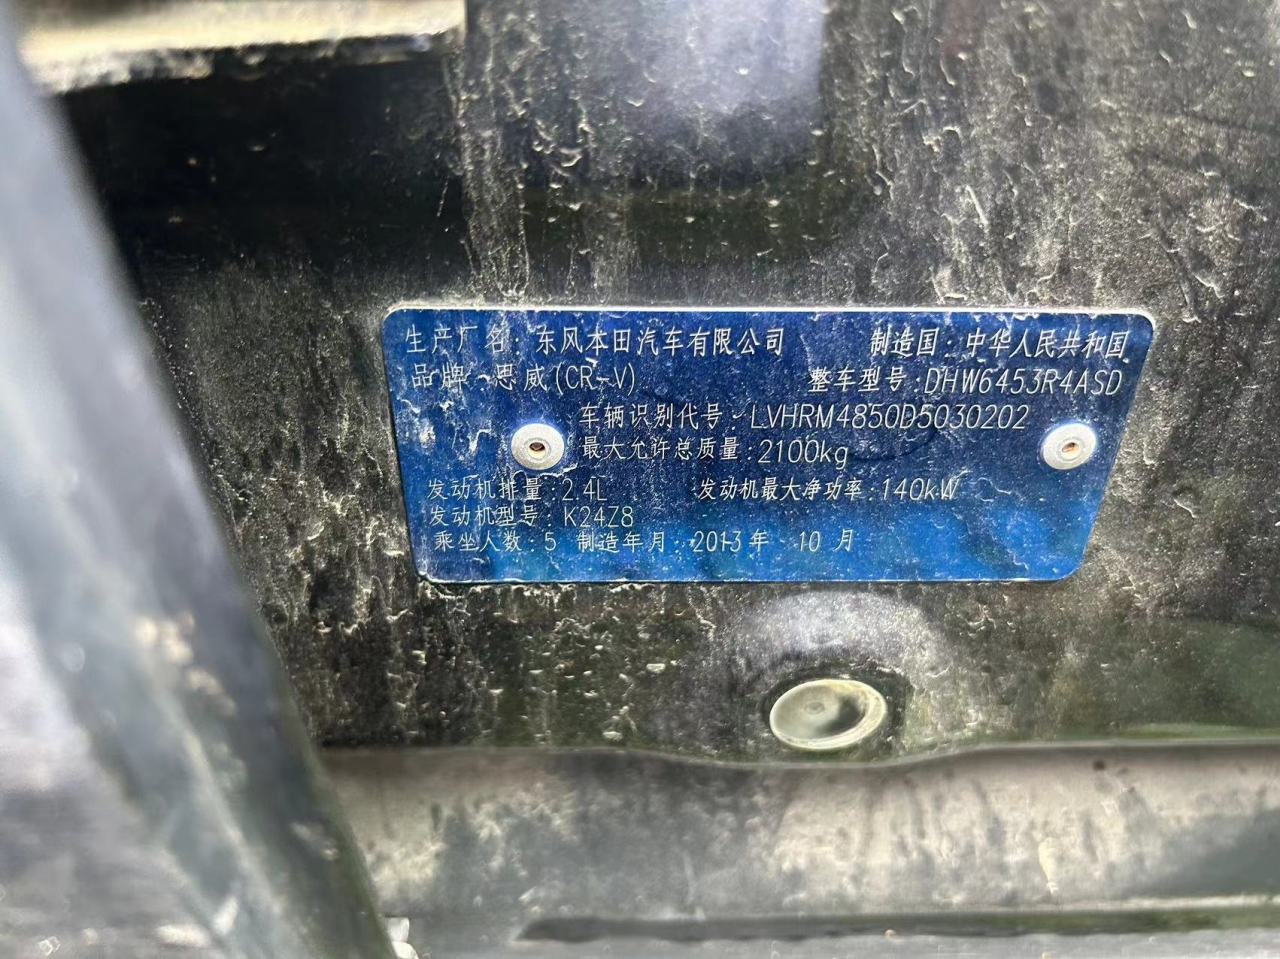 生产厂名：东风本田汽车有限公司 制造国：中华人民共和国
品牌：思威(CR-V) 整车型号：DHW6453R4ASD
车辆识别代号：LVHRM4850D5030202
最大允许总质量：2100kg
发动机排量：2.4L 发动机最大净功率：140kW
发动机型号：K24Z8
乘坐人数：5 制造年月：2013年 10 月